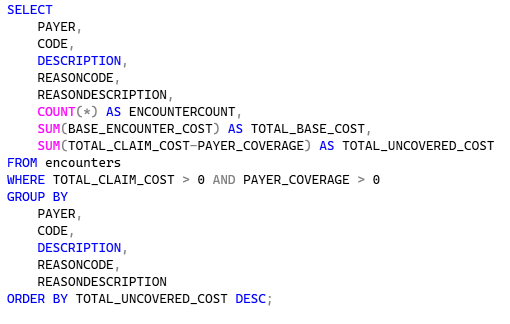 SELECT
    PAYER,
    CODE,
    DESCRIPTION,
    REASONCODE,
    REASONDESCRIPTION,
    COUNT(*) AS ENCOUNTERCOUNT,
    SUM(BASE_ENCOUNTER_COST) AS TOTAL_BASE_COST,
    SUM(TOTAL_CLAIM_COST-PAYER_COVERAGE) AS TOTAL_UNCOVERED_COST
FROM encounters
WHERE TOTAL_CLAIM_COST > 0 AND PAYER_COVERAGE > 0
GROUP BY
    PAYER,
    CODE,
    DESCRIPTION,
    REASONCODE,
    REASONDESCRIPTION
ORDER BY TOTAL_UNCOVERED_COST DESC;